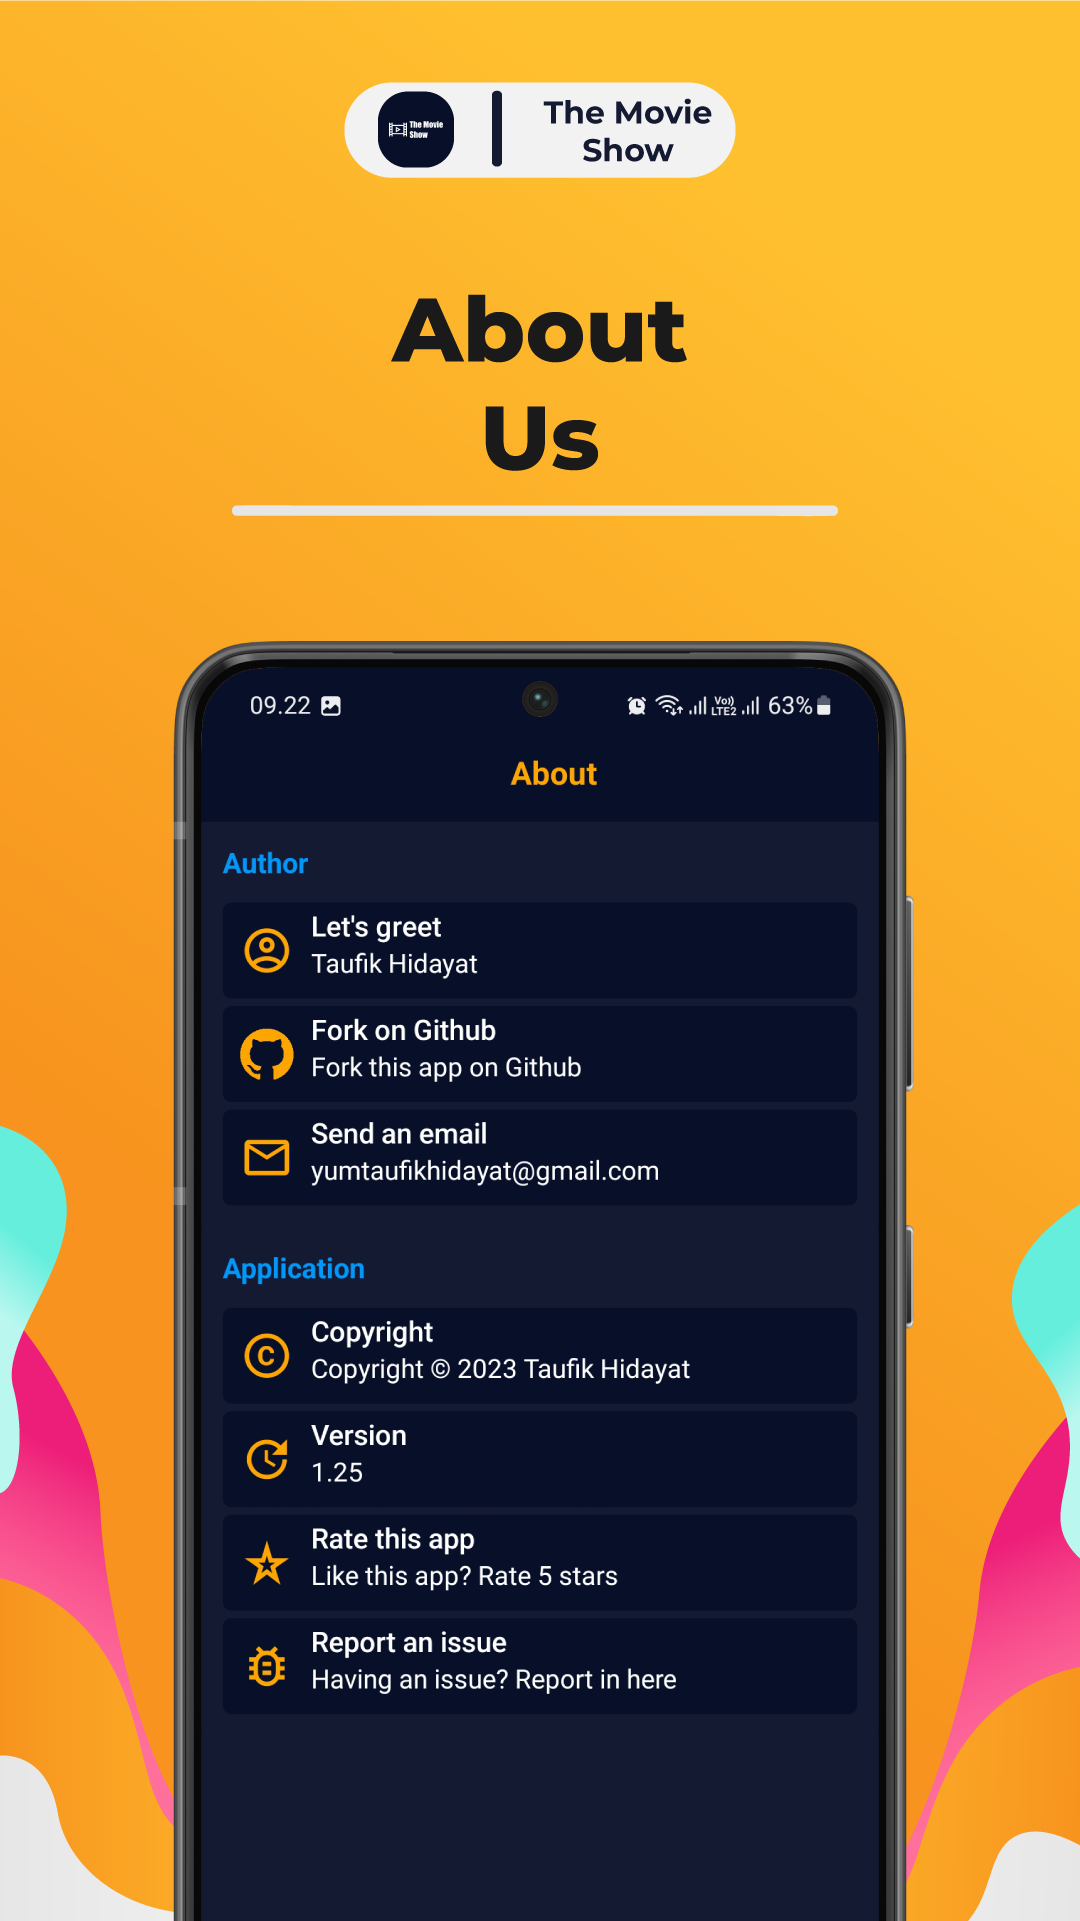 The Movie
Show
The Movie
Show
About
Us
09.22
Vo))
LTE2
63%
About
Author
Let's greet
Taufik Hidayat
Fork on Github
Fork this app on Github
Send an email
yumtaufikhidayat@gmail.com
Application
Copyright
Copyright © 2023 Taufik Hidayat
Version
1.25
Rate this app
Like this app? Rate 5 stars
Report an issue
Having an issue? Report in here